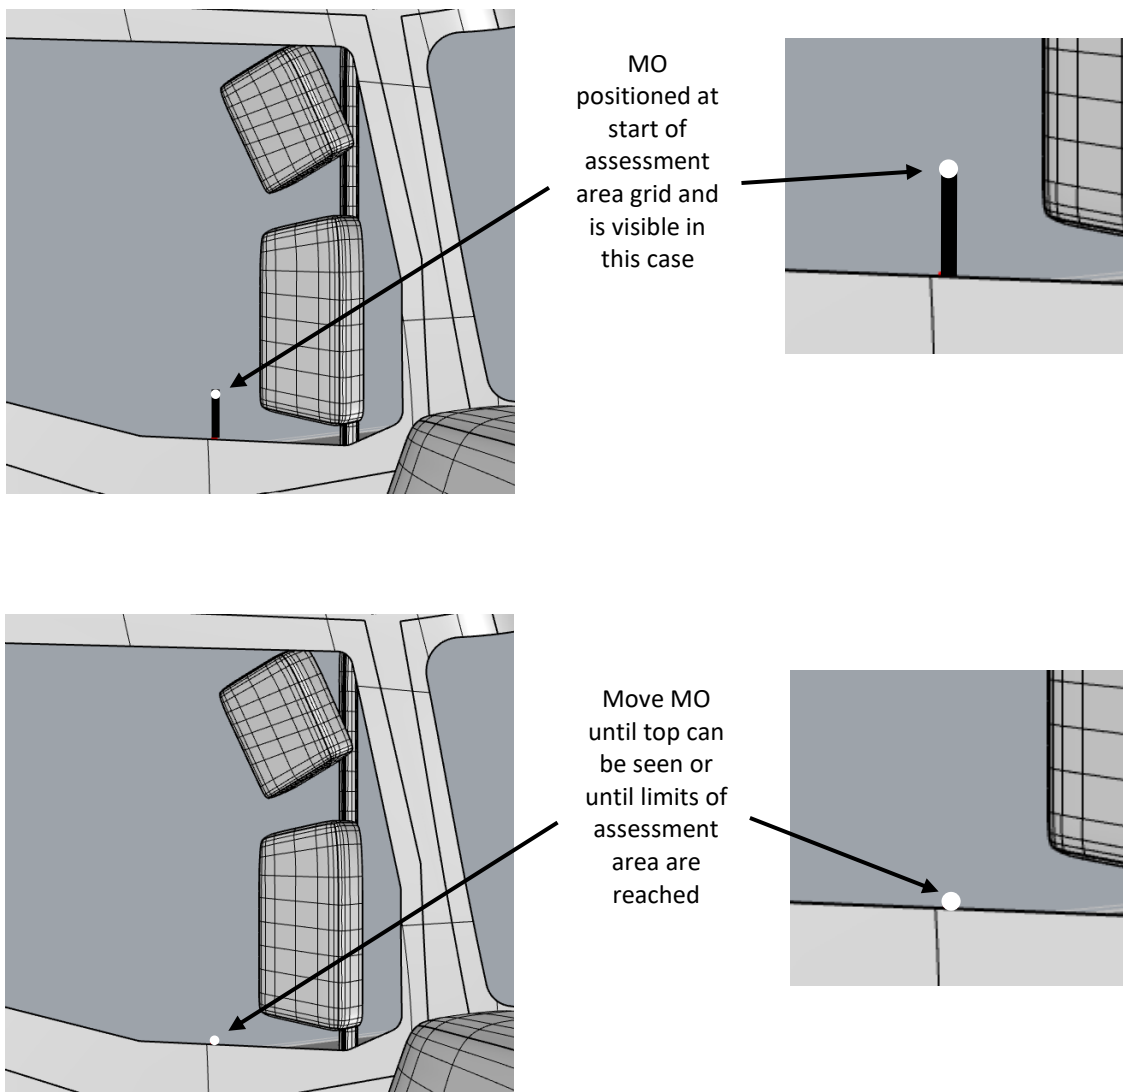 MO
positioned at
start of
assessment
area grid and
is visible in
this case
Move MO
until top can
be seen or
until limits of
assessment
area are
reached